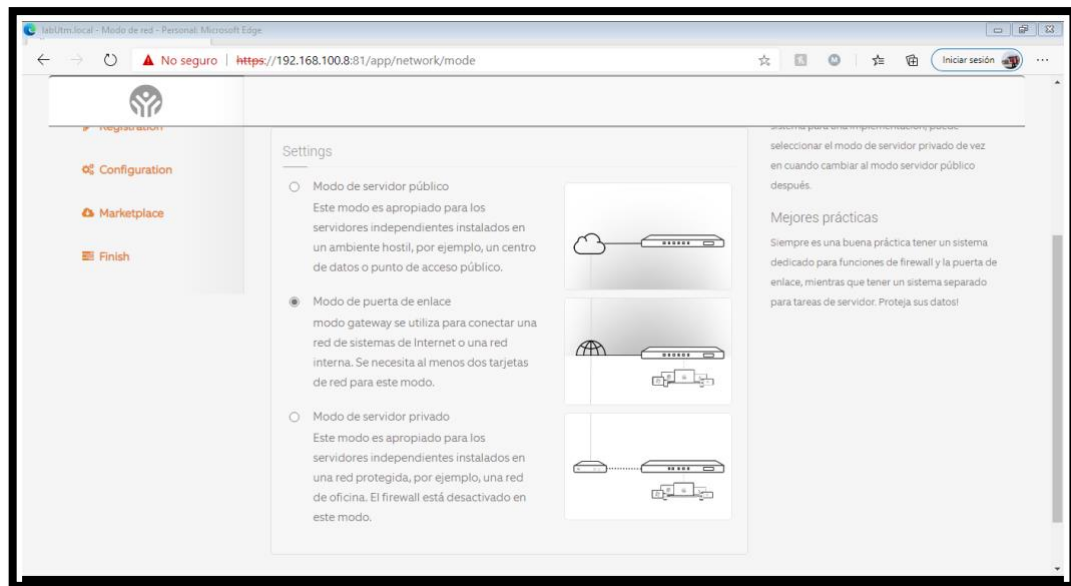 labUtm.local - Modo de red - Personal: Microsoft Edge
No seguro | https://192.168.100.8:81/app/network/mode
Iniciar sesión
Registration
Configuration
Marketplace
Finish
Settings
Modo de servidor público
Este modo es apropiado para los
servidores independientes instalados en
un ambiente hostil, por ejemplo, un centro
de datos o punto de acceso público.
Modo de puerta de enlace
modo gateway se utiliza para conectar una
red de sistemas de Internet o una red
interna. Se necesita al menos dos tarjetas
de red para este modo.
Modo de servidor privado
Este modo es apropiado para los
servidores independientes instalados en
una red protegida, por ejemplo, una red
de oficina. El firewall está desactivado en
este modo.
sistema para una implementación, puede
seleccionar el modo de servidor privado de vez
en cuando cambiar al modo servidor público
después.
Mejores prácticas
Siempre es una buena práctica tener un sistema
dedicado para funciones de firewall y la puerta de
enlace, mientras que tener un sistema separado
para tareas de servidor. Proteja sus datos!